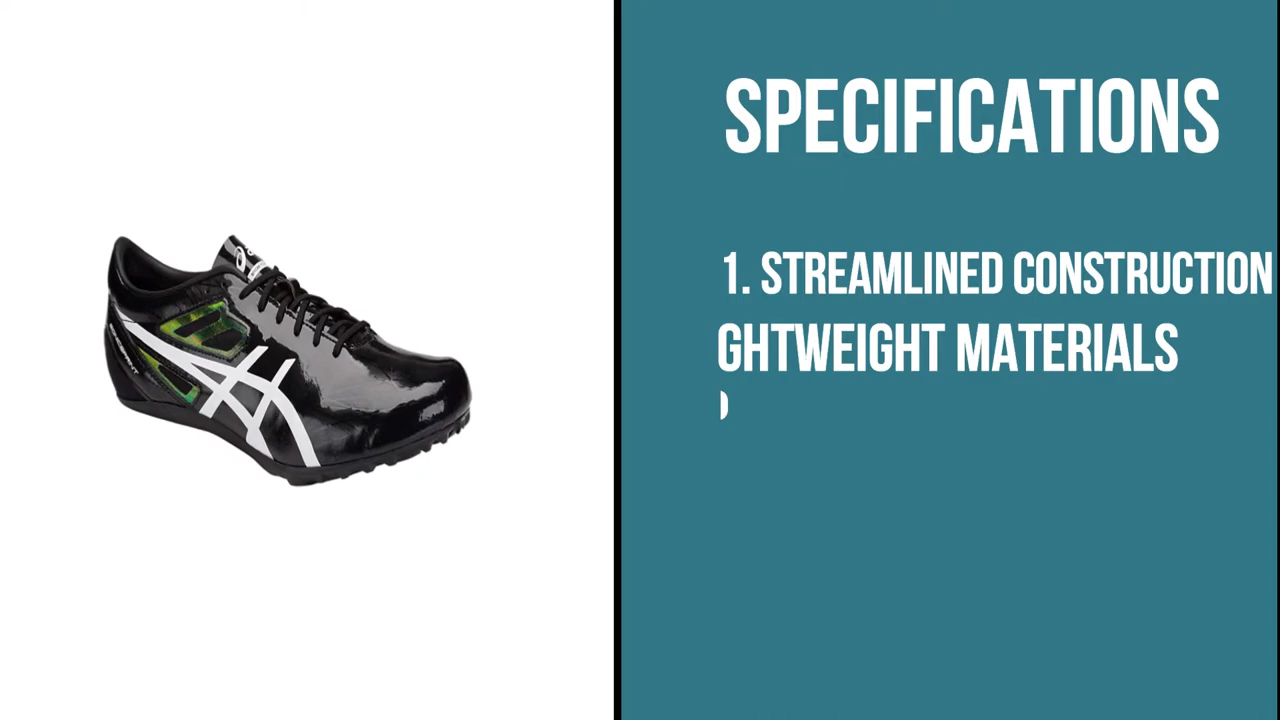 SPECIFICATIONS
1. STREAMLINED CONSTRUCTION
GHTWEIGHT MATERIALS